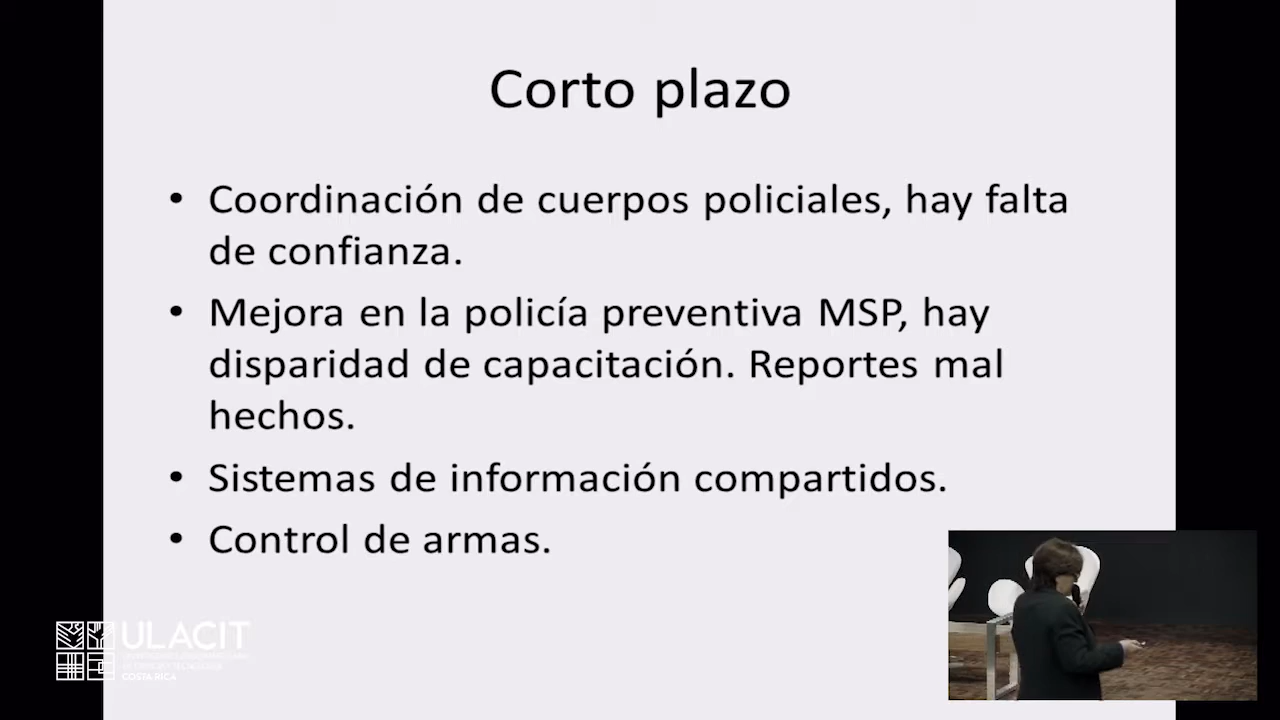 Corto plazo
• Coordinación de cuerpos policiales, hay falta
de confianza.
• Mejora en la policía preventiva MSP, hay
disparidad de capacitación. Reportes mal
hechos.
• Sistemas de información compartidos.
• Control de armas.
ULACIT
COSTA RICA